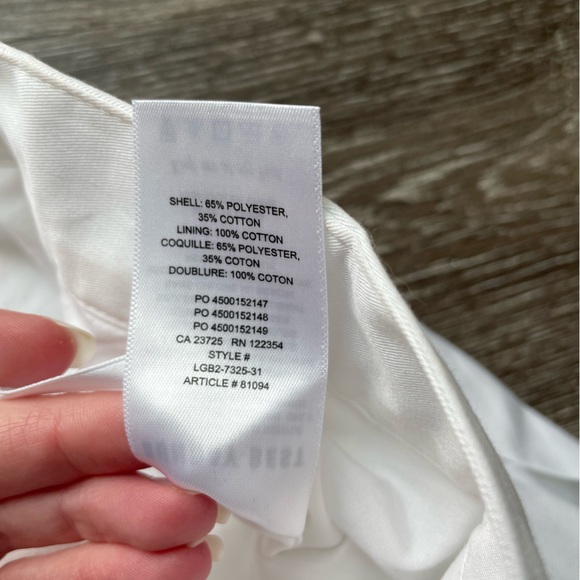 SHELL: 65% POLYESTER,
35% COTTON
LINING: 100% COTTON
COQUILLE: 65% POLYESTER,
35% COTON
DOUBLURE: 100% COTON
PO 4500152147
PO 4500152148
PO 4500152149
CA 23725 RN 122354
STYLE #
LGB2-7325-31
ARTICLE # 81094